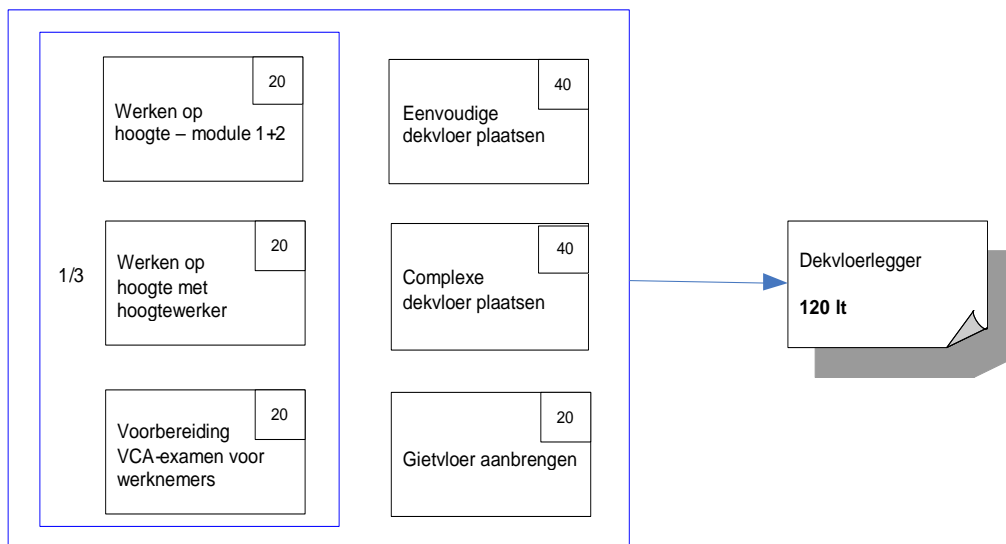 20
Werken op
hoogte – module 1+2
40
Eenvoudige
dekvloer plaatsen
1/3
20
Werken op
hoogte met
hoogtewerker
40
Complexe
dekvloer plaatsen
Dekvloerlegger
120 lt
20
Voorbereiding
VCA-examen voor
werknemers
20
Gietvloer aanbrengen